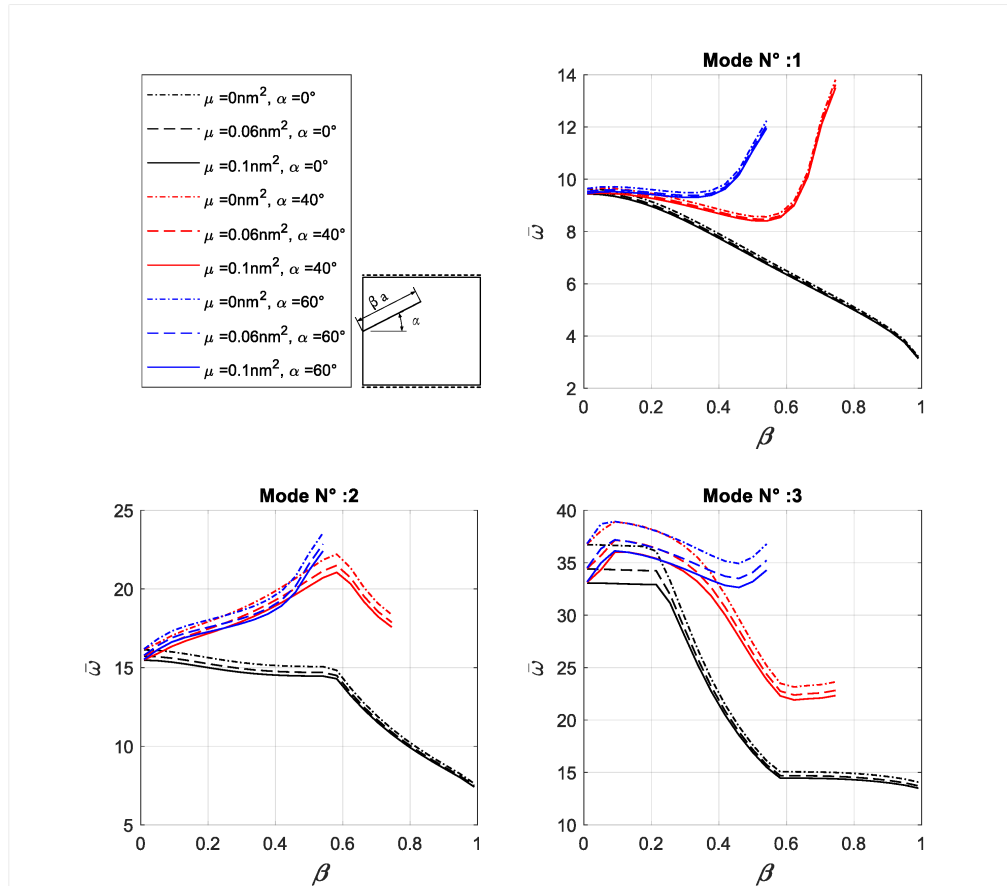 Mode N° :1
μ =0nm², α =0°
μ =0.06nm², α =0°
μ =0.1nm², α =0°
μ =0nm², α =40°
μ =0.06nm², α =40°
μ =0.1nm², α =40°
μ =0nm², α =60°
μ =0.06nm², α =60°
μ =0.1nm², α =60°
β a
α
14
12
10
8
6
4
2
ω̄
0 0.2 0.4 0.6 0.8 1
β
Mode N° :2
25
20
15
10
5
ω̄
0 0.2 0.4 0.6 0.8 1
β
Mode N° :3
40
35
30
25
20
15
10
ω̄
0 0.2 0.4 0.6 0.8 1
β